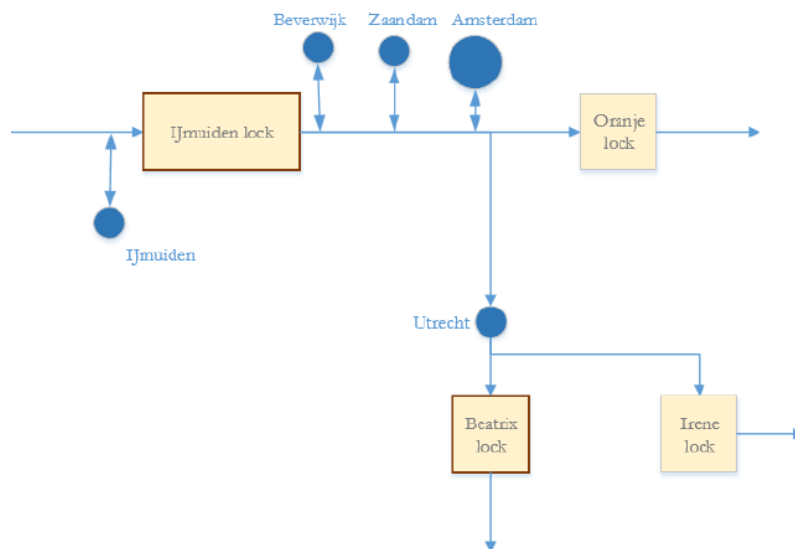 Beverwijk
Zaandam
Amsterdam
IJmuiden lock
Oranje
lock
IJmuiden
Utrecht
Beatrix
lock
Irene
lock